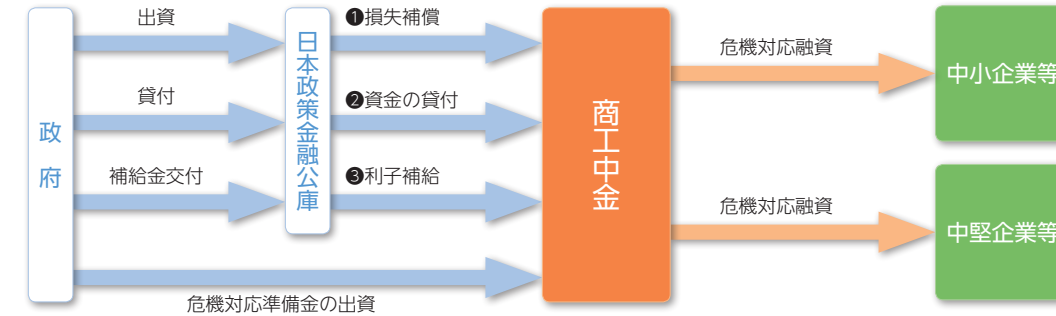 政府
出資
貸付
補給金交付
日本政策金融公庫
❶損失補償
❷資金の貸付
❸利子補給
危機対応準備金の出資
商工中金
危機対応融資
中小企業等
危機対応融資
中堅企業等